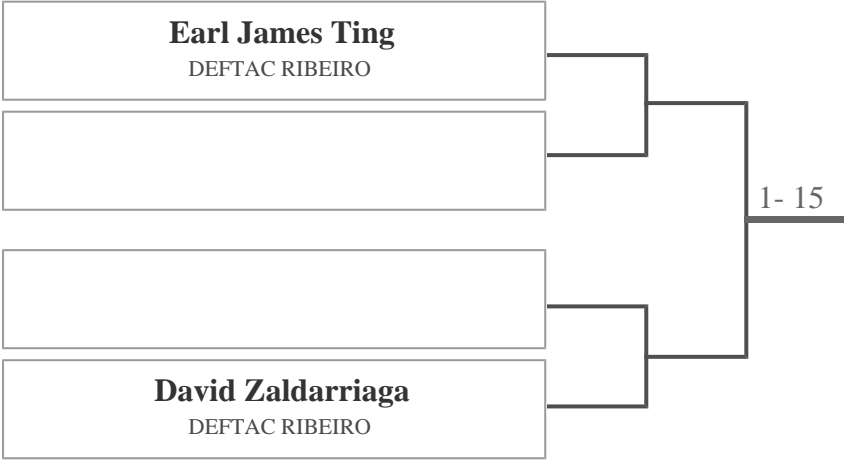 Earl James Ting
DEFTAC RIBEIRO
1- 15
David Zaldarriaga
DEFTAC RIBEIRO